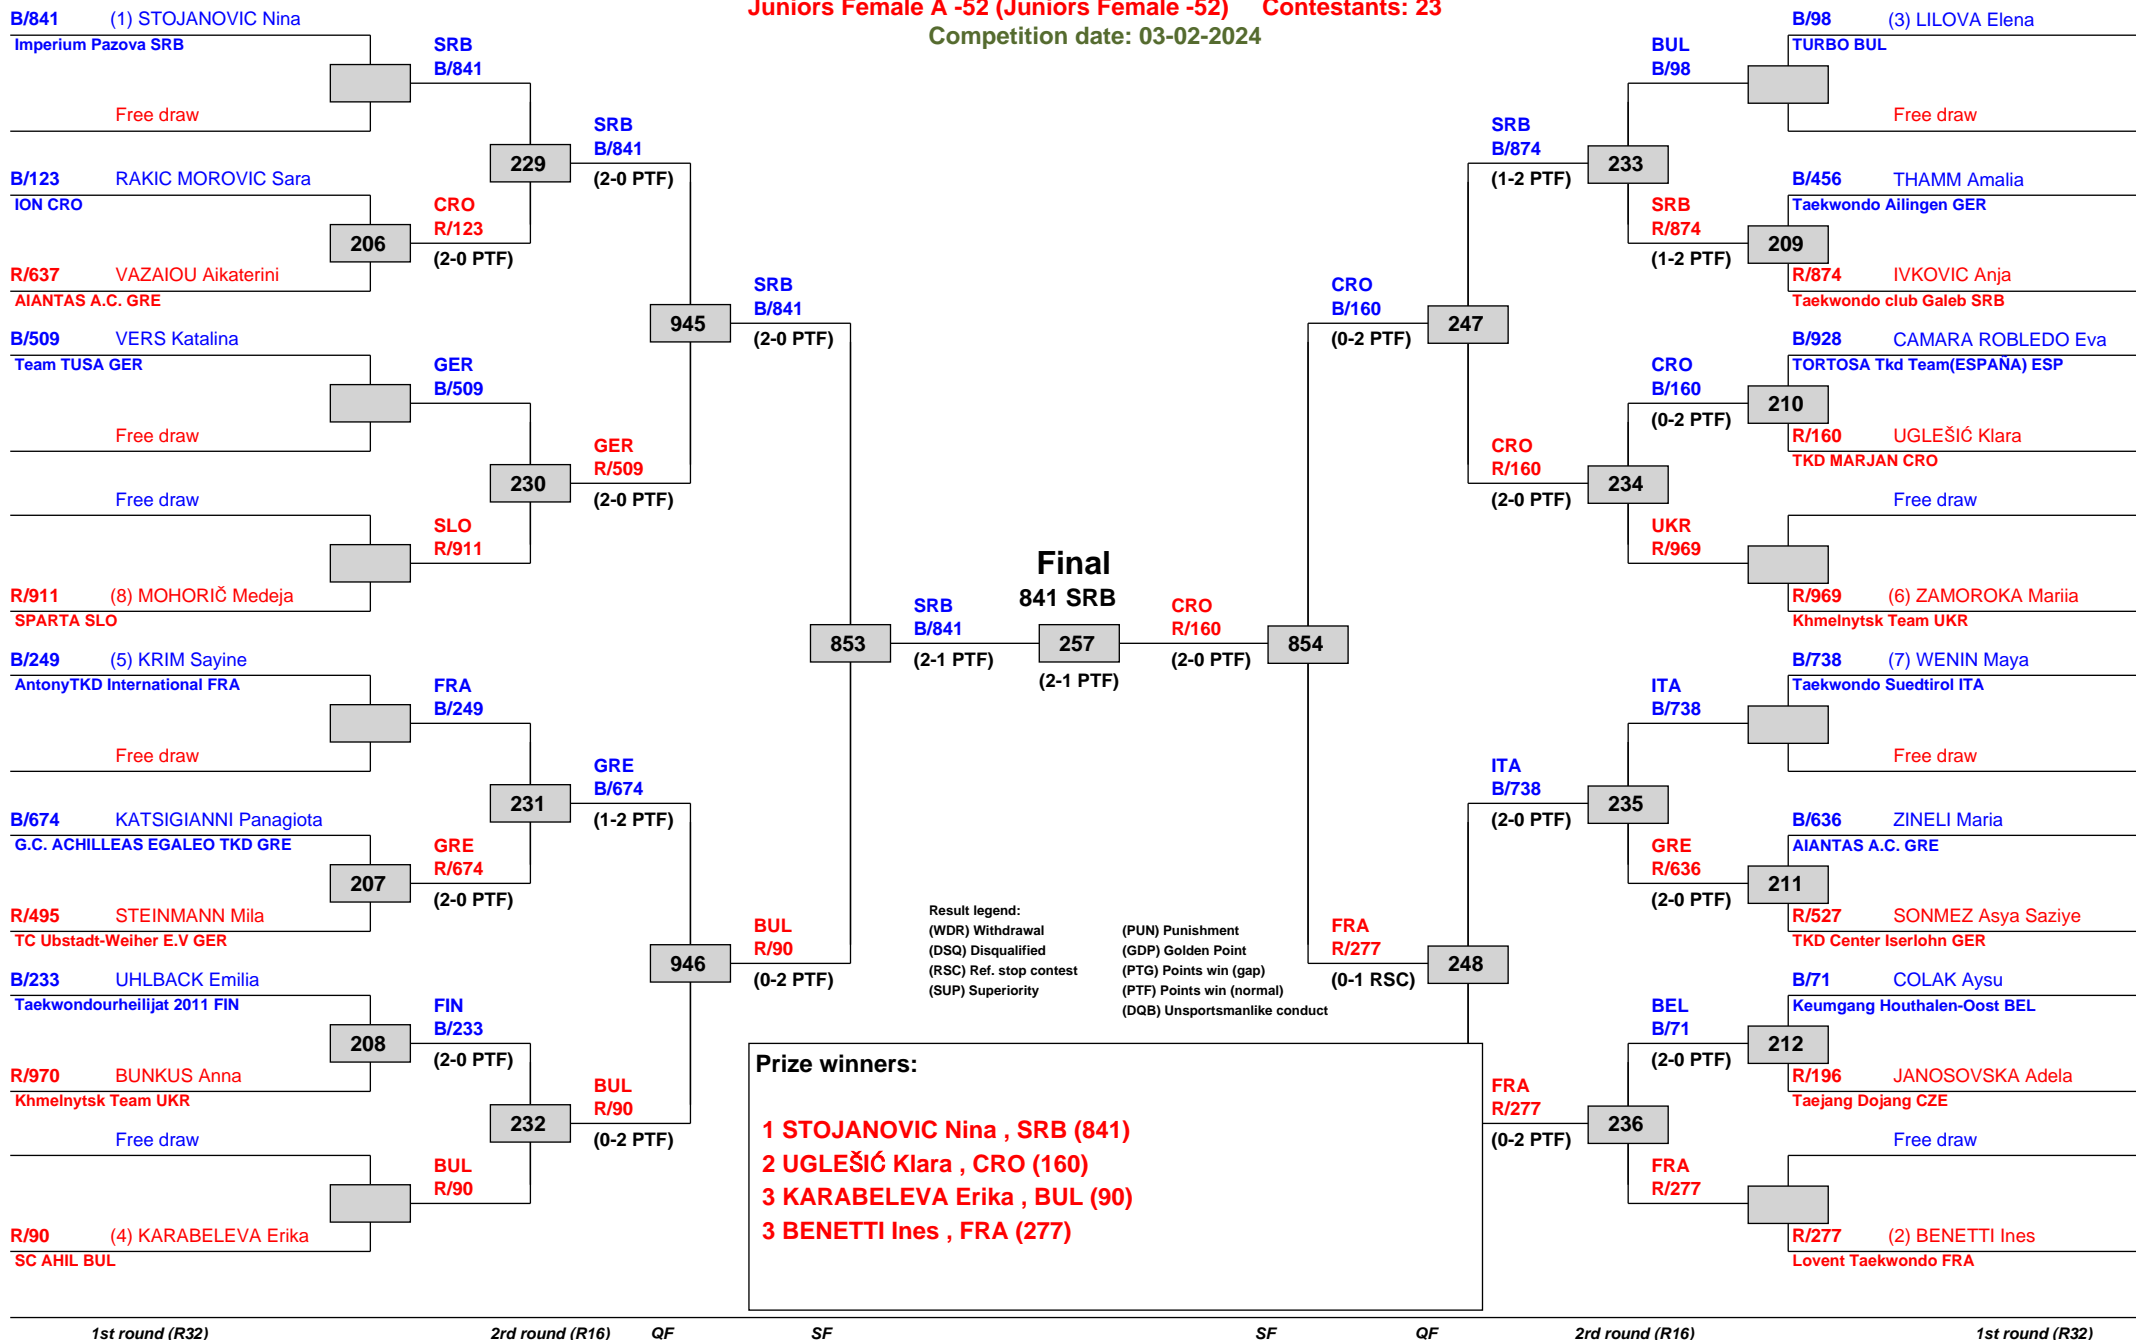 Juniors Female A -52 (Juniors Female -52) Contestants: 23
Competition date: 03-02-2024
B/841 (1) STOJANOVIC Nina
Imperium Pazova SRB
Free draw
B/123 RAKIC MOROVIC Sara
ION CRO
R/637 VAZAIOU Aikaterini
AIANTAS A.C. GRE
B/509 VERS Katalina
Team TUSA GER
Free draw
Free draw
R/911 (8) MOHORIČ Medeja
SPARTA SLO
B/249 (5) KRIM Sayine
AntonyTKD International FRA
Free draw
B/674 KATSIGIANNI Panagiota
G.C. ACHILLEAS EGALEO TKD GRE
R/495 STEINMANN Mila
TC Ubstadt-Weiher E.V GER
B/233 UHLBACK Emilia
Taekwondourheilijat 2011 FIN
R/970 BUNKUS Anna
Khmelnytsk Team UKR
Free draw
R/90 (4) KARABELEVA Erika
SC AHIL BUL
206
207
208
SRB
B/841
CRO
R/123
(2-0 PTF)
GER
B/509
SLO
R/911
FRA
B/249
GRE
R/674
(2-0 PTF)
FIN
B/233
(2-0 PTF)
BUL
R/90
229
230
231
232
SRB
B/841
(2-0 PTF)
GER
R/509
(2-0 PTF)
GRE
B/674
(1-2 PTF)
BUL
R/90
(0-2 PTF)
945
946
SRB
B/841
(2-0 PTF)
BUL
R/90
(0-2 PTF)
853
SRB
B/841
(2-1 PTF)
Final
841 SRB
257
(2-1 PTF)
CRO
R/160
(2-0 PTF)
854
CRO
B/160
(0-2 PTF)
FRA
R/277
(0-1 RSC)
247
248
SRB
B/874
(1-2 PTF)
CRO
R/160
(2-0 PTF)
ITA
B/738
(2-0 PTF)
FRA
R/277
(0-2 PTF)
233
234
235
236
BUL
B/98
SRB
R/874
(1-2 PTF)
CRO
B/160
(0-2 PTF)
UKR
R/969
ITA
B/738
GRE
R/636
(2-0 PTF)
BEL
B/71
(2-0 PTF)
FRA
R/277
209
210
211
212
B/98 (3) LILOVA Elena
TURBO BUL
Free draw
B/456 THAMM Amalia
Taekwondo Ailingen GER
R/874 IVKOVIC Anja
Taekwondo club Galeb SRB
B/928 CAMARA ROBLEDO Eva
TORTOSA Tkd Team(ESPAÑA) ESP
R/160 UGLEŠIĆ Klara
TKD MARJAN CRO
Free draw
R/969 (6) ZAMOROKA Mariia
Khmelnytsk Team UKR
B/738 (7) WENIN Maya
Taekwondo Suedtirol ITA
Free draw
B/636 ZINELI Maria
AIANTAS A.C. GRE
R/527 SONMEZ Asya Saziye
TKD Center Iserlohn GER
B/71 COLAK Aysu
Keumgang Houthalen-Oost BEL
R/196 JANOSOVSKA Adela
Taejang Dojang CZE
Free draw
R/277 (2) BENETTI Ines
Lovent Taekwondo FRA
Result legend:
(WDR) Withdrawal (PUN) Punishment
(DSQ) Disqualified (GDP) Golden Point
(RSC) Ref. stop contest (PTG) Points win (gap)
(SUP) Superiority (PTF) Points win (normal)
(DQB) Unsportsmanlike conduct
Prize winners:
1 STOJANOVIC Nina , SRB (841)
2 UGLEŠIĆ Klara , CRO (160)
3 KARABELEVA Erika , BUL (90)
3 BENETTI Ines , FRA (277)
1st round (R32) 2rd round (R16) QF SF SF QF 2rd round (R16) 1st round (R32)